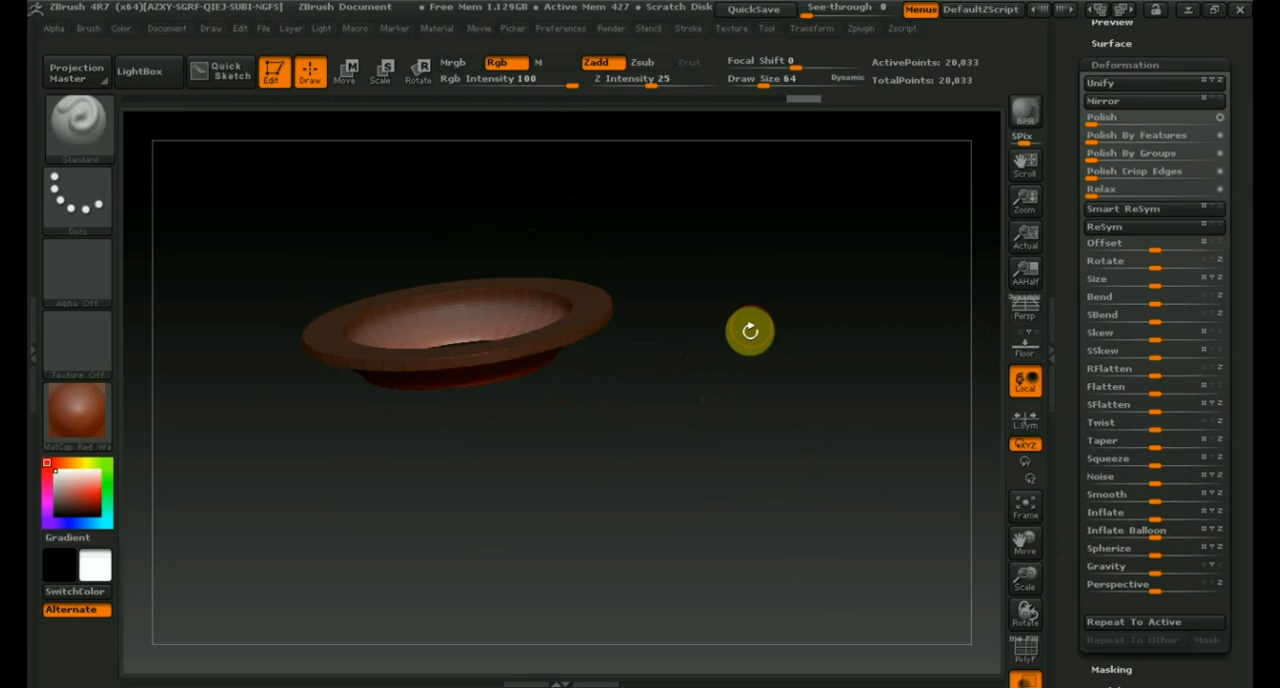 ZBrush 4R7 (x64)[AZXY-SGRF-QIEJ-SUBI-NGFS] ZBrush Document • Free Mem 1.129GB • Active Mem 427 • Scratch Disk QuickSave See-through 0 Menus DefaultZScript
Alpha Brush Color Document Draw Edit File Layer Light Macro Marker Material Movie Picker Preferences Render Stencil Stroke Texture Tool Transform Zplugin Zscript
Projection Master
LightBox
Quick Sketch
Edit
Draw
Move
Scale
Rotate
Mrgb Rgb M
Rgb Intensity 100
Zadd Zsub Zcut
Z Intensity 25
Focal Shift 0
Draw Size 64 Dynamic
ActivePoints: 20,033
TotalPoints: 20,033
Standard
Dots
Alpha Off
Texture Off
MatCap Red Wa
Gradient
SwitchColor
Alternate
BPR
SPix
Scroll
Zoom
Actual
AAHalf
Dynamic
Persp
Floor
Local
L.Sym
XYZ
Frame
Move
Scale
Rotate
PolyF
Preview
Surface
Deformation
Unify
Mirror
Polish
Polish By Features
Polish By Groups
Polish Crisp Edges
Relax
Smart ReSym
ReSym
Offset
Rotate
Size
Bend
SBend
Skew
SSkew
RFlatten
Flatten
SFlatten
Twist
Taper
Squeeze
Noise
Smooth
Inflate
Inflate Balloon
Spherize
Gravity
Perspective
Repeat To Active
Repeat To Other Mask
Masking